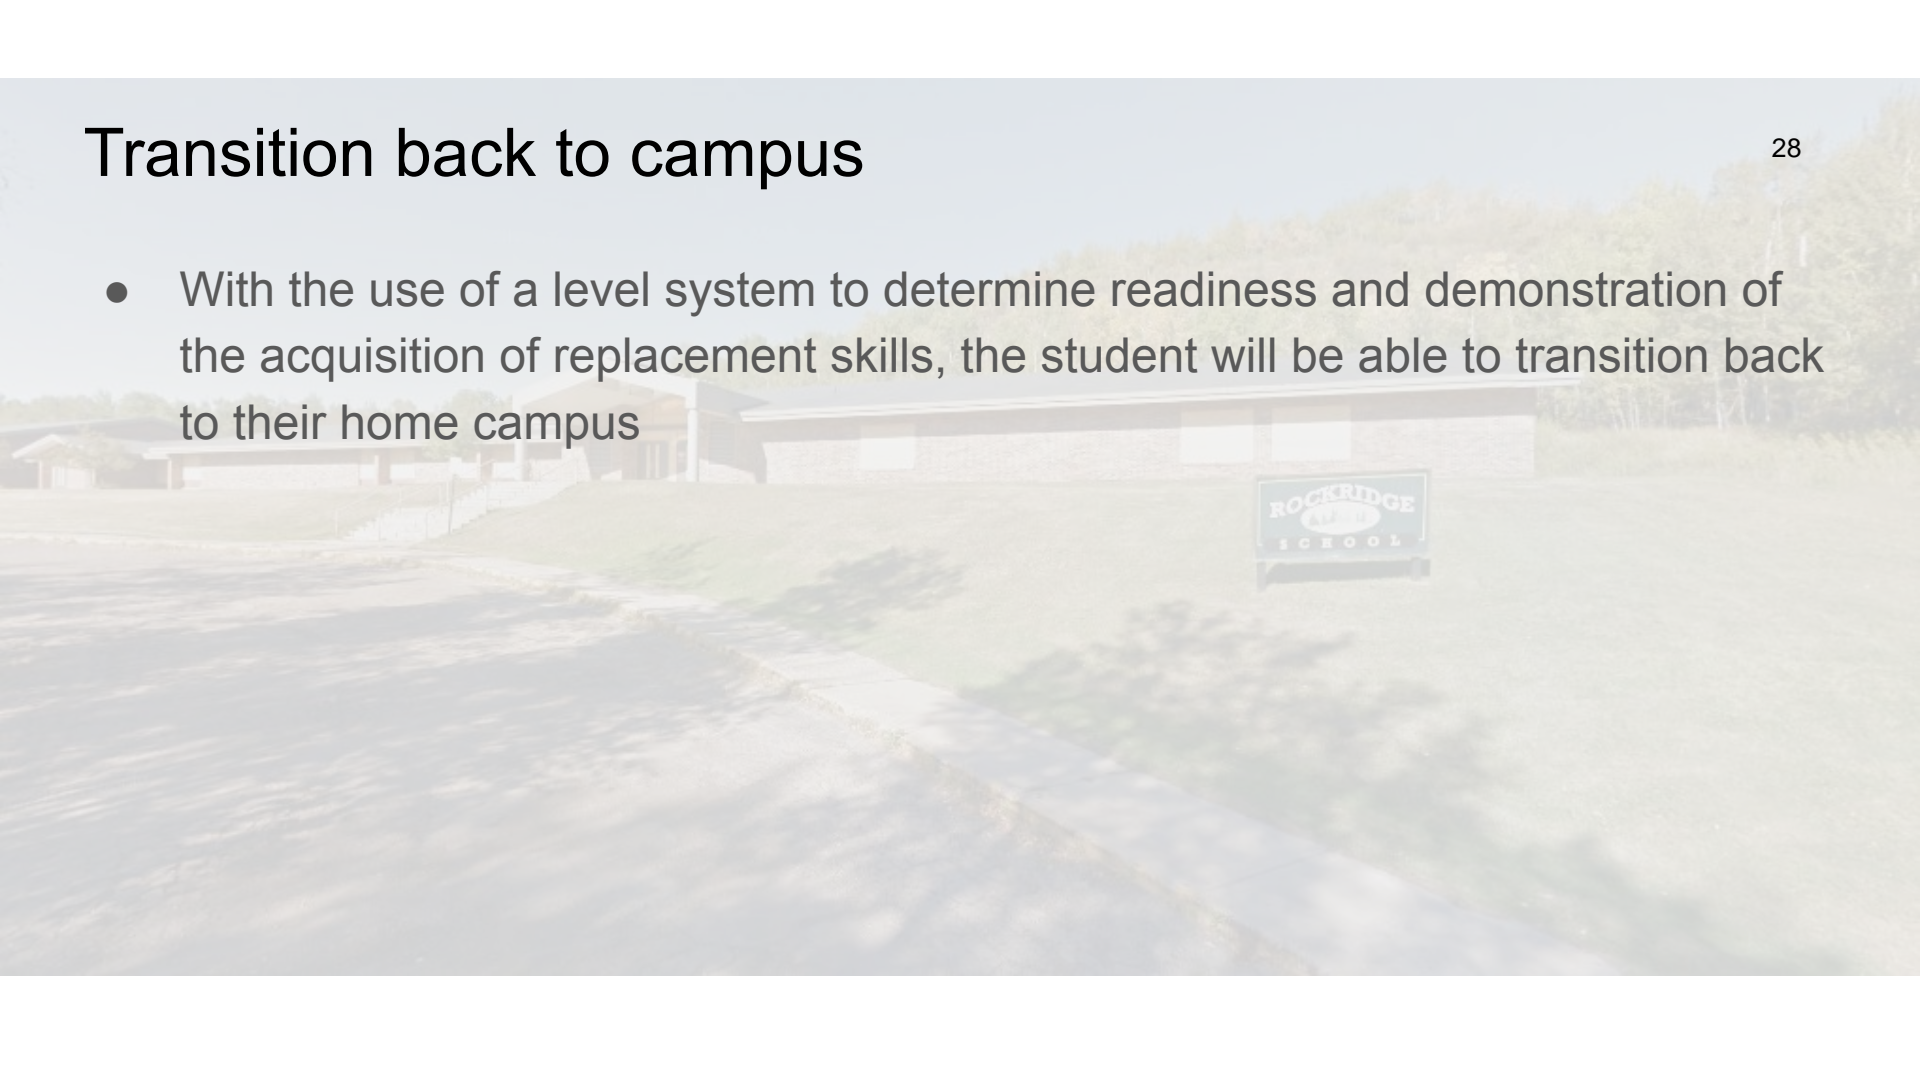 Transition back to campus
28
● With the use of a level system to determine readiness and demonstration of
the acquisition of replacement skills, the student will be able to transition back
to their home campus
ROCKRIDGE
SCHOOL